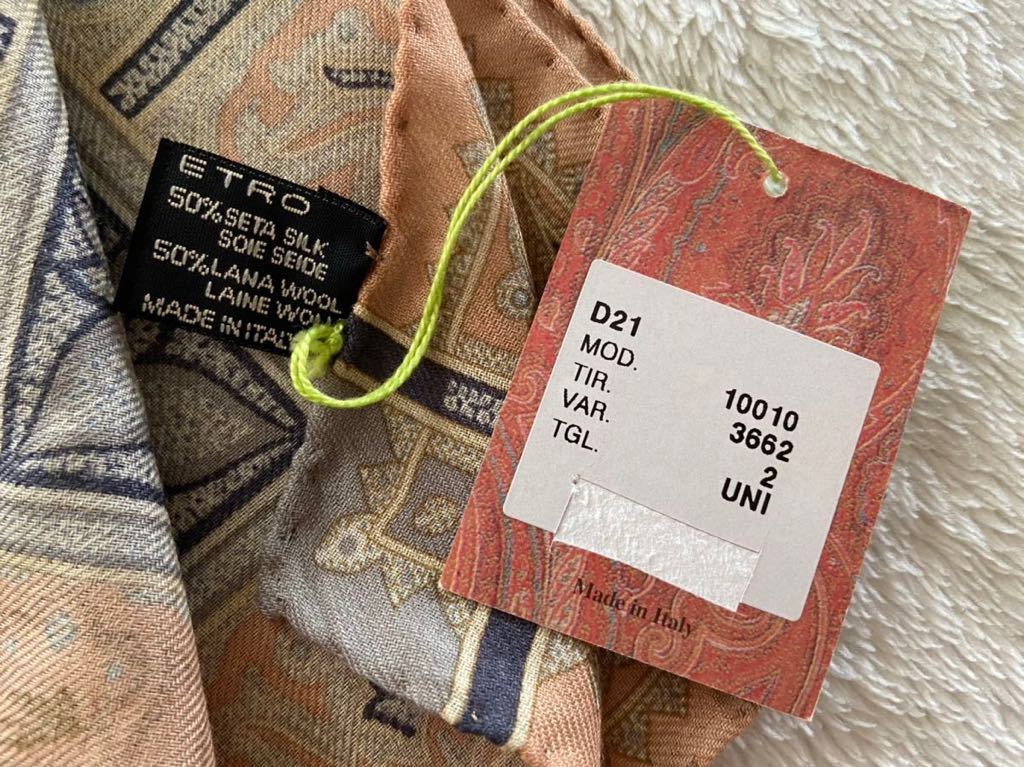 ETRO
50%SETA SILK
SOIE SEIDE
50%LANA WOOL
LAINE WOLLE
MADE IN ITALY
D21
MOD. 10010
TIR. 3662
VAR. 2
TGL. UNI
Made in Italy